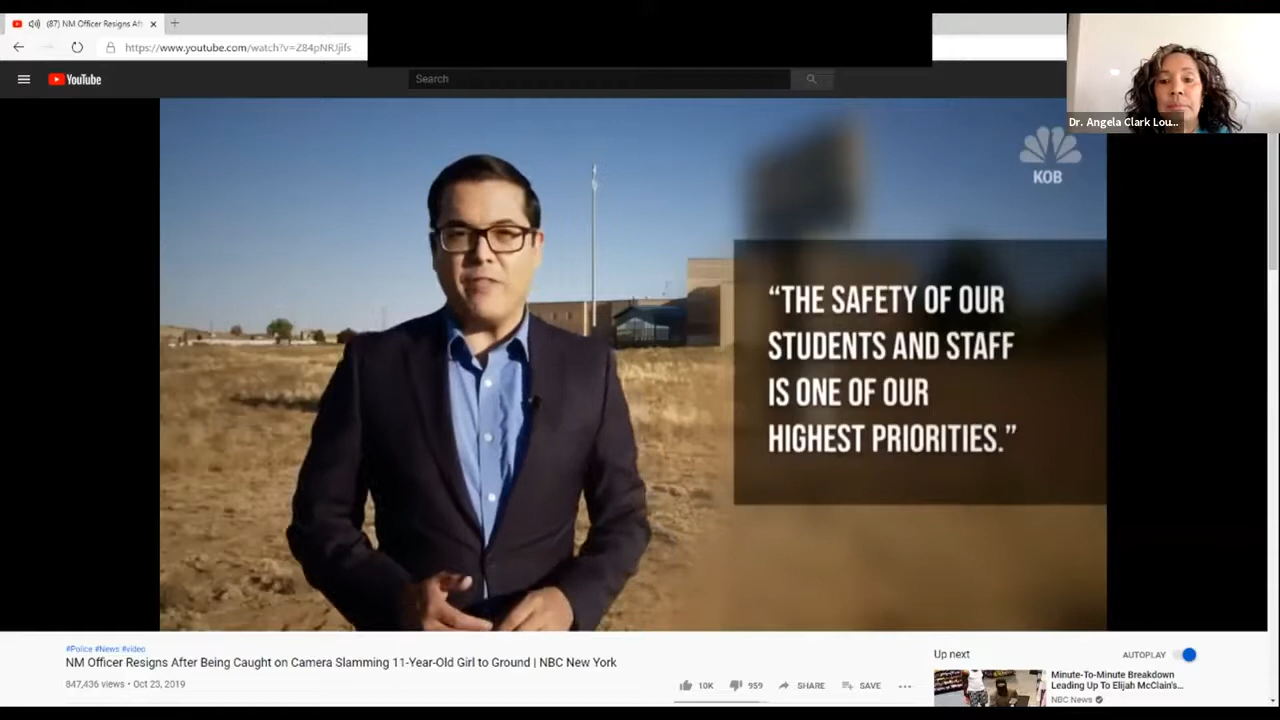 (87) NM Officer Resigns Aft
https://www.youtube.com/watch?v=Z84pNRJjifs
YouTube
Search
Dr. Angela Clark Lou...
KOB
“THE SAFETY OF OUR
STUDENTS AND STAFF
IS ONE OF OUR
HIGHEST PRIORITIES.”
#Police #News #video
NM Officer Resigns After Being Caught on Camera Slamming 11-Year-Old Girl to Ground | NBC New York
847,436 views • Oct 23, 2019
10K
959
SHARE
SAVE
Up next
AUTOPLAY
Minute-To-Minute Breakdown
Leading Up To Elijah McClain's...
NBC News